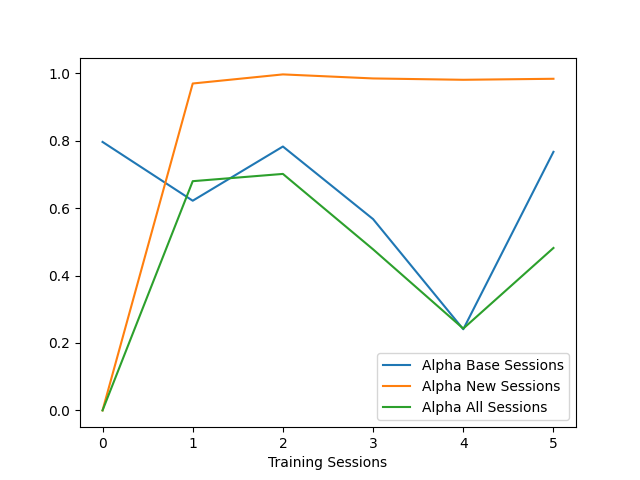 1.0
0.8
0.6
0.4
0.2
0.0
0 1 2 3 4 5
Training Sessions
Alpha Base Sessions
Alpha New Sessions
Alpha All Sessions